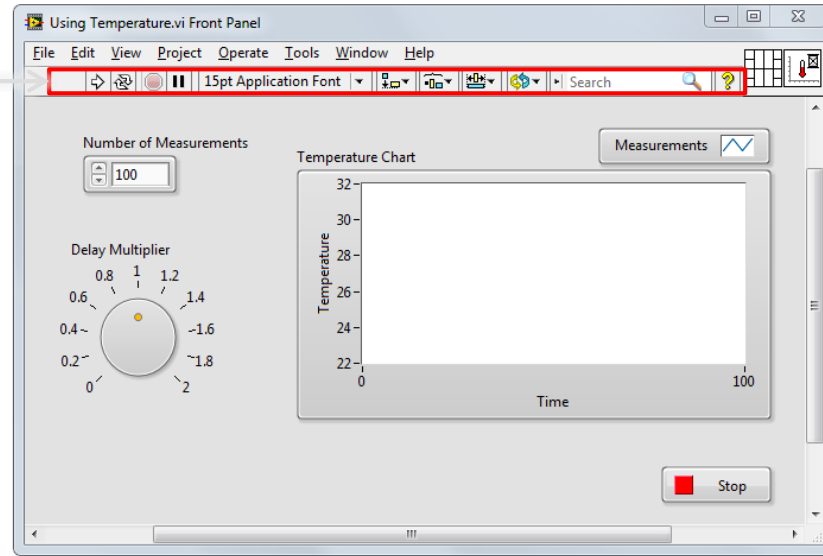 Using Temperature.vi Front Panel
File Edit View Project Operate Tools Window Help
15pt Application Font Search ?
Number of Measurements
100
Temperature Chart
Measurements
Delay Multiplier
0
0.2
0.4
0.6
0.8
1
1.2
1.4
1.6
1.8
2
Temperature
32
30
28
26
24
22
0 100
Time
Stop